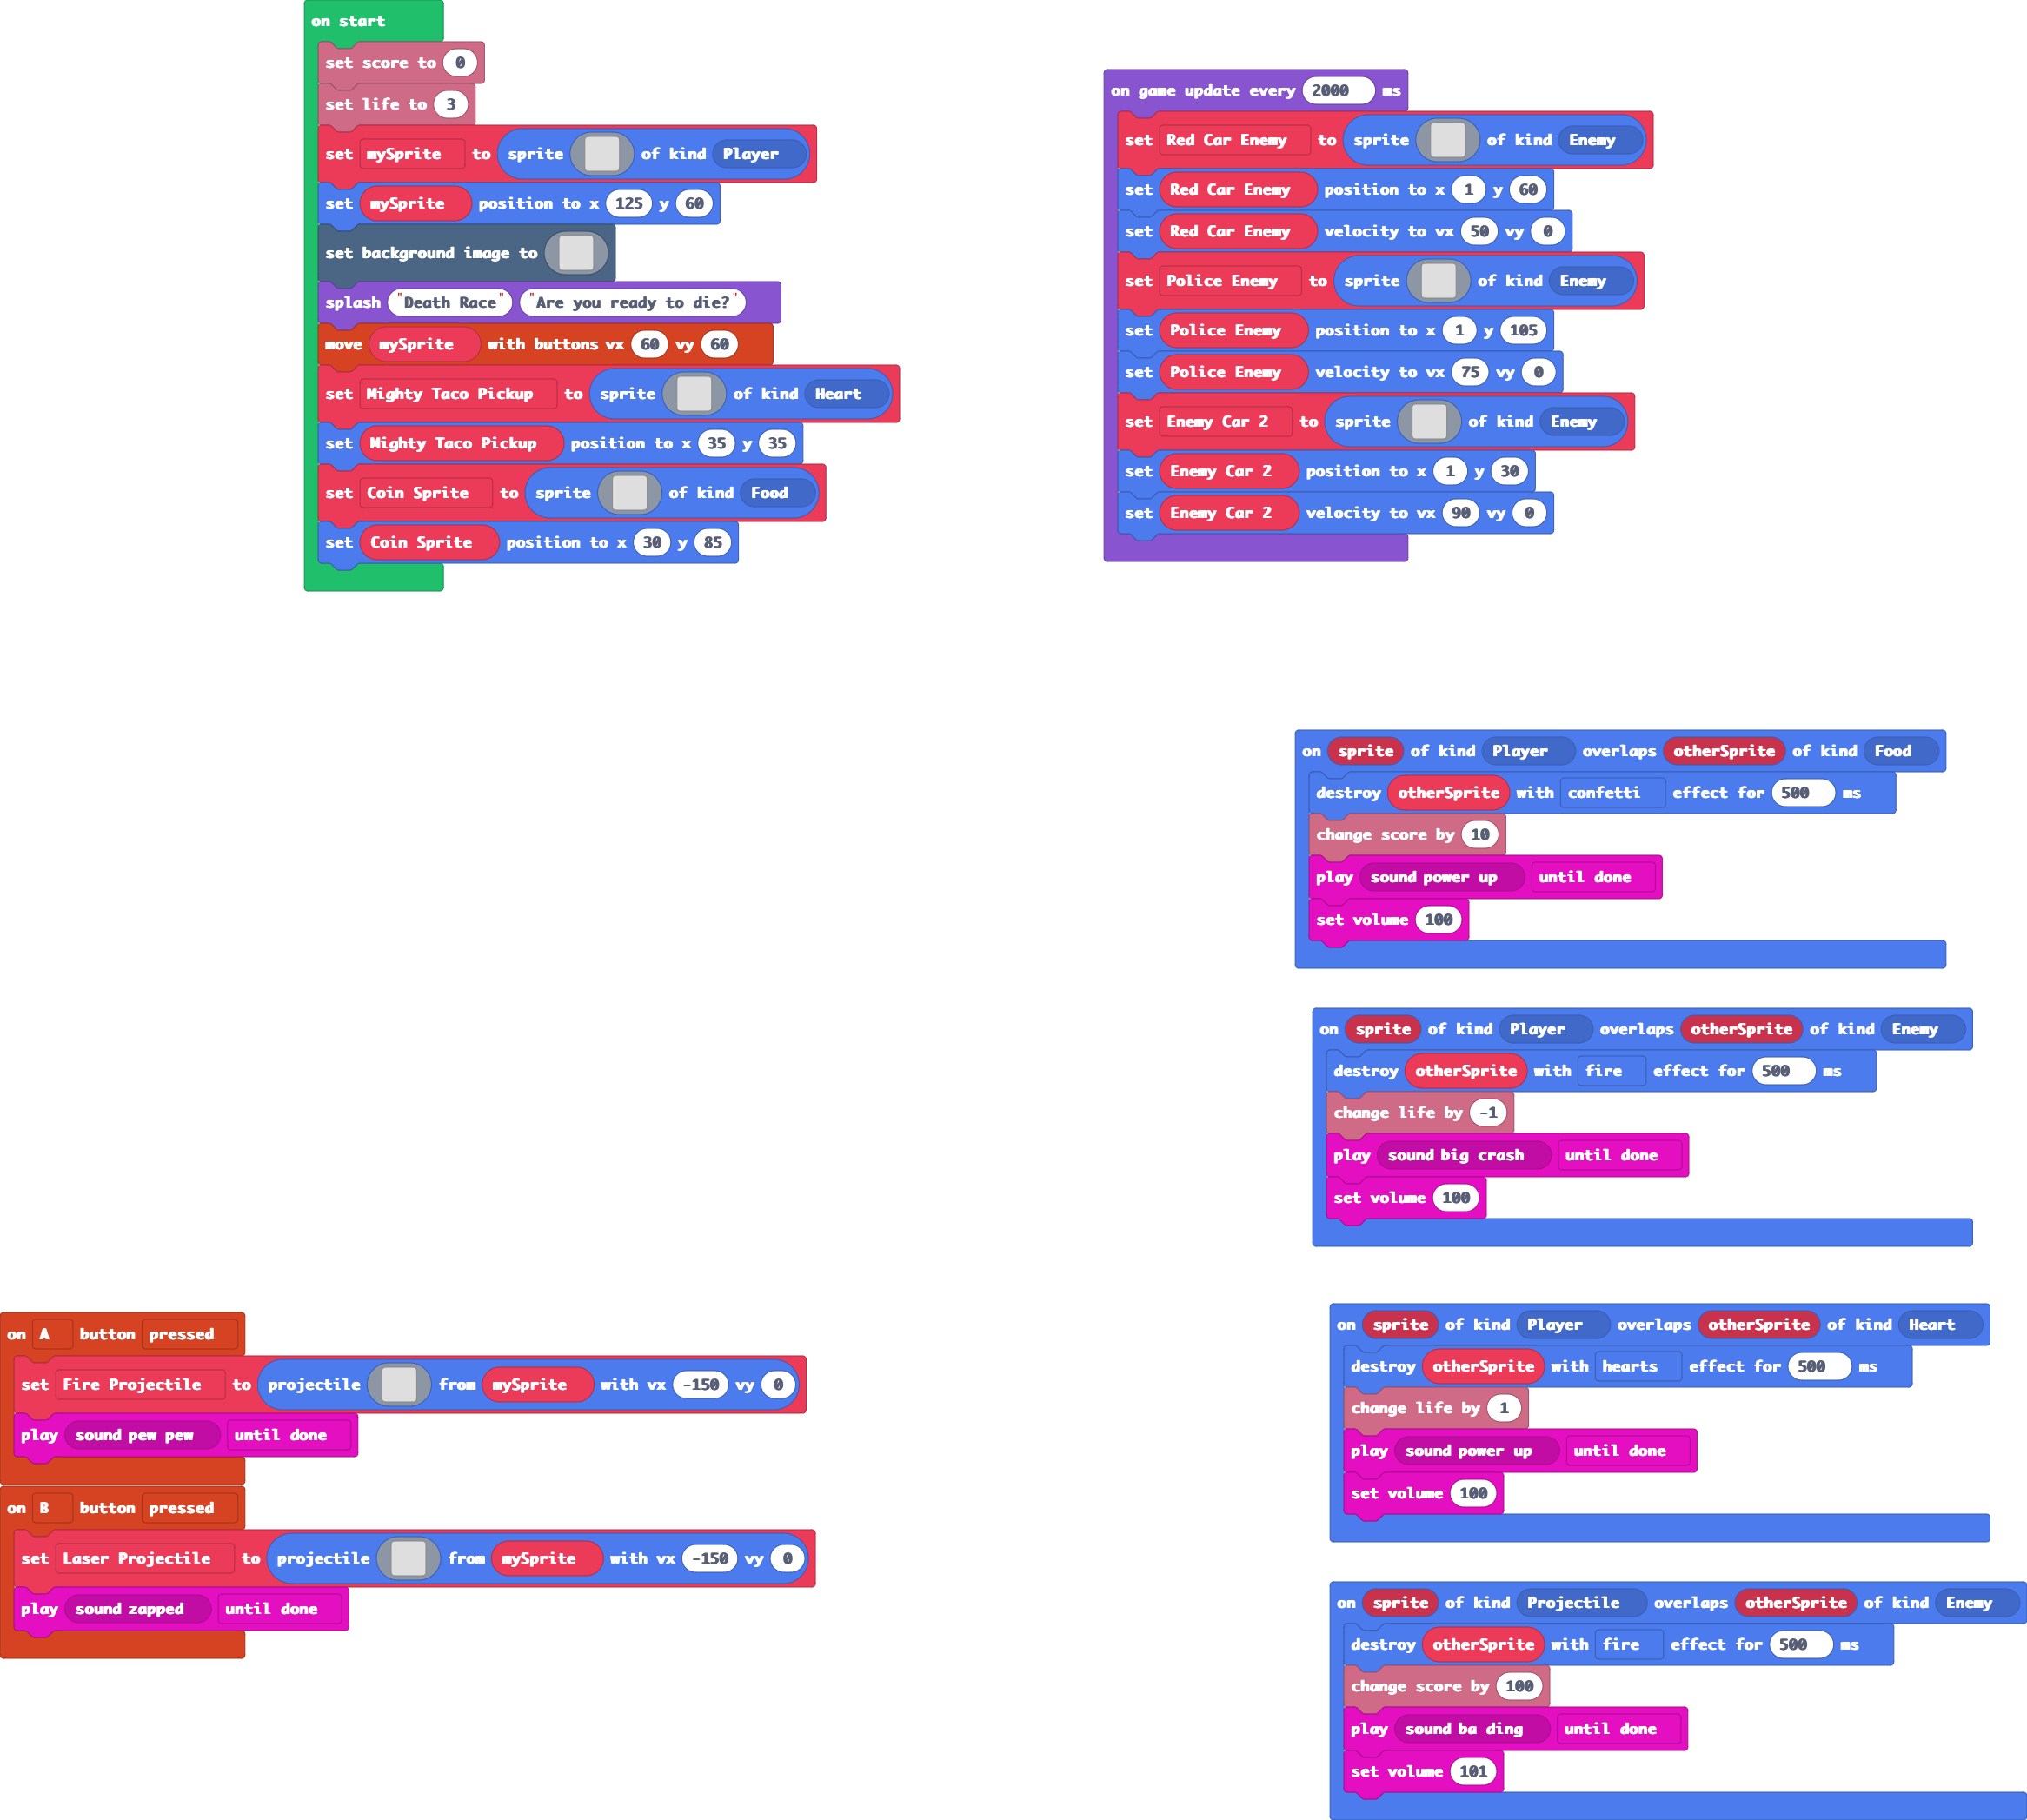 on start
set score to 0
set life to 3
set mySprite to sprite of kind Player
set mySprite position to x 125 y 60
set background image to
splash "Death Race" "Are you ready to die?"
move mySprite with buttons vx 60 vy 60
set Mighty Taco Pickup to sprite of kind Heart
set Mighty Taco Pickup position to x 35 y 35
set Coin Sprite to sprite of kind Food
set Coin Sprite position to x 30 y 85
on game update every 2000 ms
set Red Car Enemy to sprite of kind Enemy
set Red Car Enemy position to x 1 y 60
set Red Car Enemy velocity to vx 50 vy 0
set Police Enemy to sprite of kind Enemy
set Police Enemy position to x 1 y 105
set Police Enemy velocity to vx 75 vy 0
set Enemy Car 2 to sprite of kind Enemy
set Enemy Car 2 position to x 1 y 30
set Enemy Car 2 velocity to vx 90 vy 0
on sprite of kind Player overlaps otherSprite of kind Food
destroy otherSprite with confetti effect for 500 ms
change score by 10
play sound power up until done
set volume 100
on sprite of kind Player overlaps otherSprite of kind Enemy
destroy otherSprite with fire effect for 500 ms
change life by -1
play sound big crash until done
set volume 100
on A button pressed
set Fire Projectile to projectile from mySprite with vx -150 vy 0
play sound pew pew until done
on B button pressed
set Laser Projectile to projectile from mySprite with vx -150 vy 0
play sound zapped until done
on sprite of kind Player overlaps otherSprite of kind Heart
destroy otherSprite with hearts effect for 500 ms
change life by 1
play sound power up until done
set volume 100
on sprite of kind Projectile overlaps otherSprite of kind Enemy
destroy otherSprite with fire effect for 500 ms
change score by 100
play sound ba ding until done
set volume 101